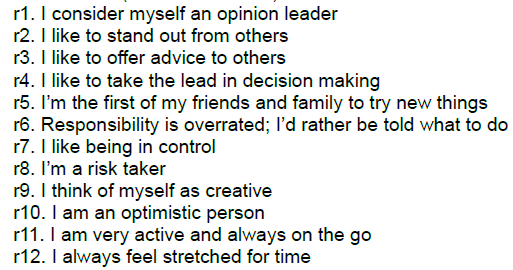 r1. I consider myself an opinion leader
r2. I like to stand out from others
r3. I like to offer advice to others
r4. I like to take the lead in decision making
r5. I'm the first of my friends and family to try new things
r6. Responsibility is overrated; I'd rather be told what to do
r7. I like being in control
r8. I'm a risk taker
r9. I think of myself as creative
r10. I am an optimistic person
r11. I am very active and always on the go
r12. I always feel stretched for time